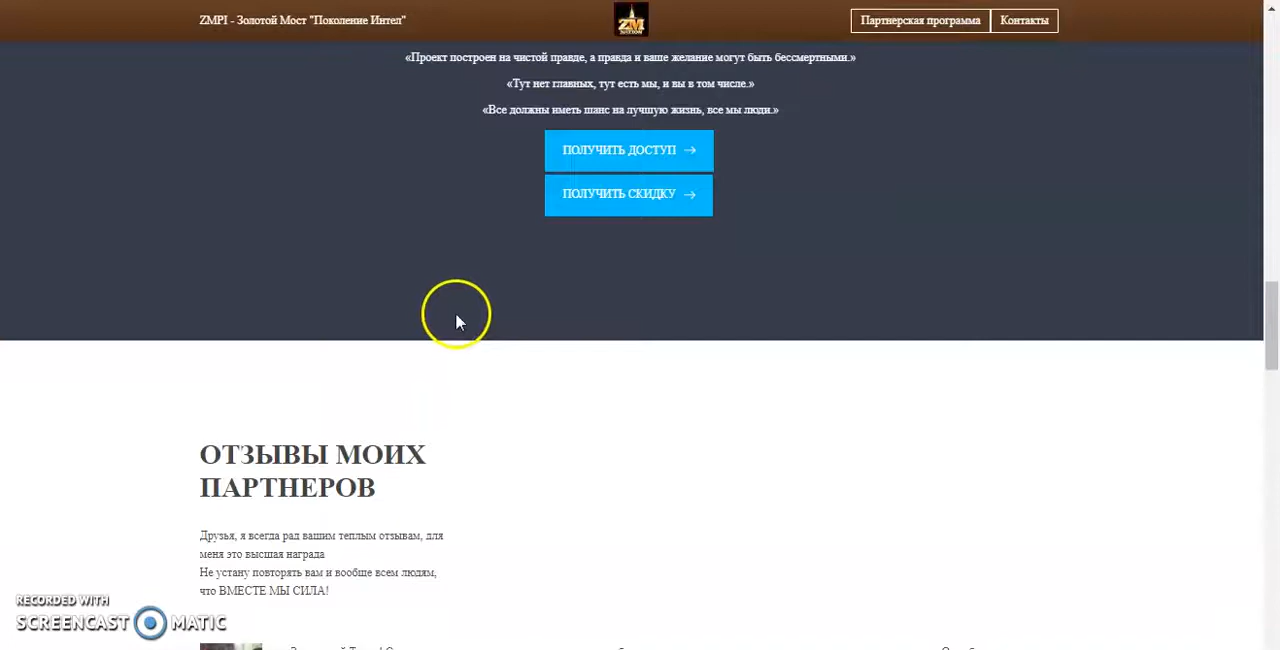 ZMPI - Золотой Мост "Поколение Интел"
ZM
Партнерская программа
Контакты
«Проект построен на чистой правде, а правда и ваше желание могут быть бессмертными.»
«Тут нет главных, тут есть мы, и вы в том числе.»
«Все должны иметь шанс на лучшую жизнь, все мы люди.»
ПОЛУЧИТЬ ДОСТУП →
ПОЛУЧИТЬ СКИДКУ →
ОТЗЫВЫ МОИХ
ПАРТНЕРОВ
Друзья, я всегда рад вашим теплым отзывам, для
меня это высшая награда
Не устану повторять вам и вообще всем людям,
что ВМЕСТЕ МЫ СИЛА!
RECORDED WITH
SCREENCAST MATIC